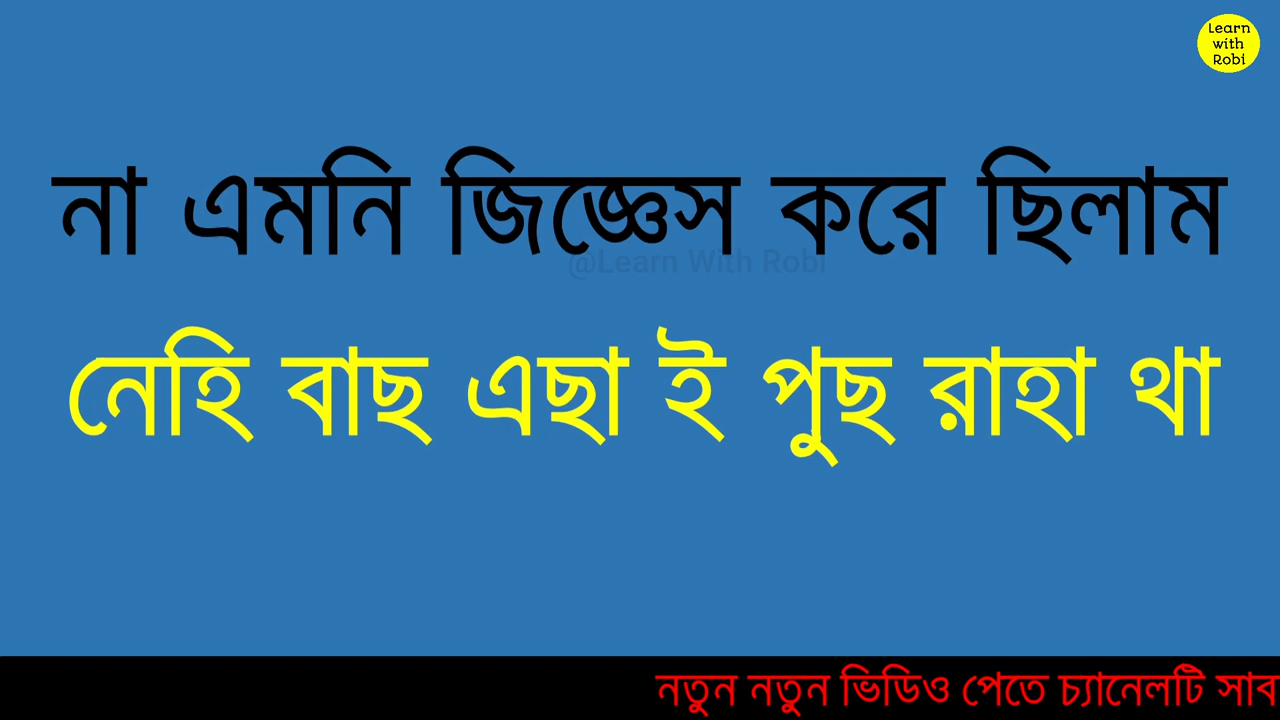 Learn
with
Robi
না এমনি জিজ্ঞেস করে ছিলাম
@Learn With Robi
নেহি বাছ এছা ই পুছ রাহা থা
নতুন নতুন ভিডিও পেতে চ্যানেলটি সাব